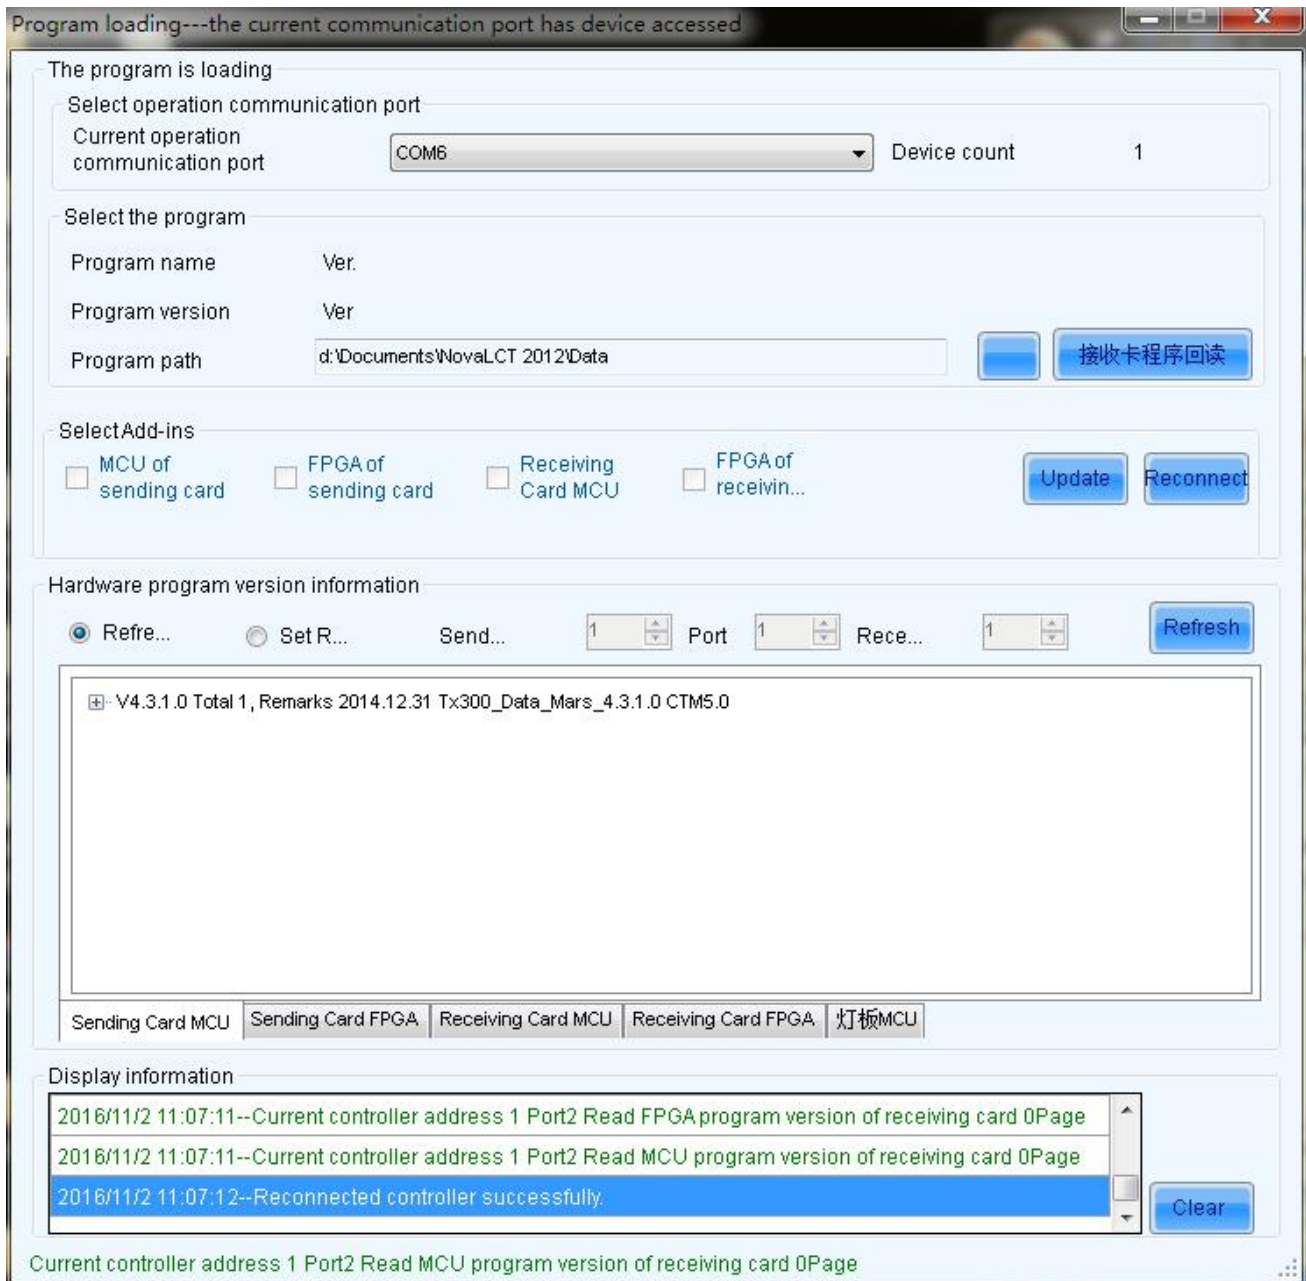 Program loading---the current communication port has device accessed
The program is loading
Select operation communication port
Current operation
communication port
COM6
Device count
1
Select the program
Program name
Ver.
Program version
Ver
Program path
d:\Documents\NovaLCT 2012\Data
接收卡程序回读
Select Add-ins
MCU of
sending card
FPGA of
sending card
Receiving
Card MCU
FPGA of
receivin...
Update
Reconnect
Hardware program version information
Refre...
Set R...
Send...
1
Port
1
Rece...
1
Refresh
V4.3.1.0 Total 1, Remarks 2014.12.31 Tx300_Data_Mars_4.3.1.0 CTM5.0
Sending Card MCU
Sending Card FPGA
Receiving Card MCU
Receiving Card FPGA
灯板MCU
Display information
2016/11/2 11:07:11--Current controller address 1 Port2 Read FPGA program version of receiving card 0Page
2016/11/2 11:07:11--Current controller address 1 Port2 Read MCU program version of receiving card 0Page
2016/11/2 11:07:12--Reconnected controller successfully.
Clear
Current controller address 1 Port2 Read MCU program version of receiving card 0Page